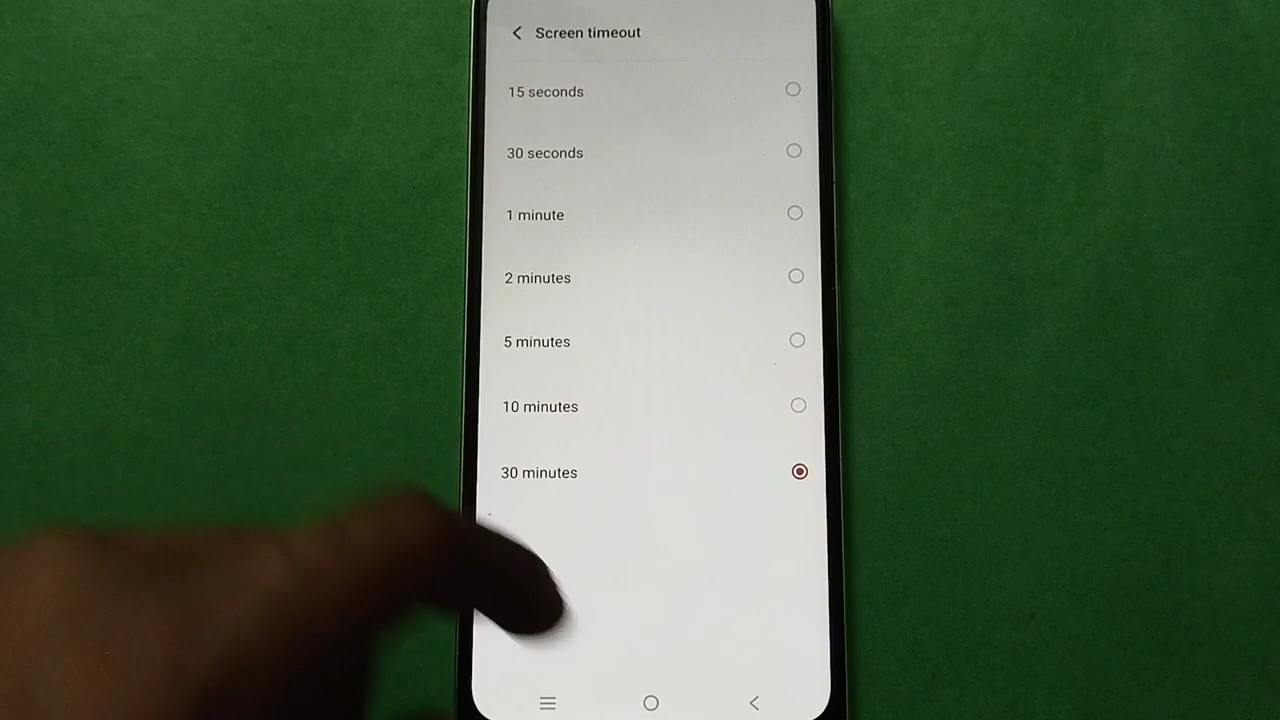 Screen timeout
15 seconds
30 seconds
1 minute
2 minutes
5 minutes
10 minutes
30 minutes